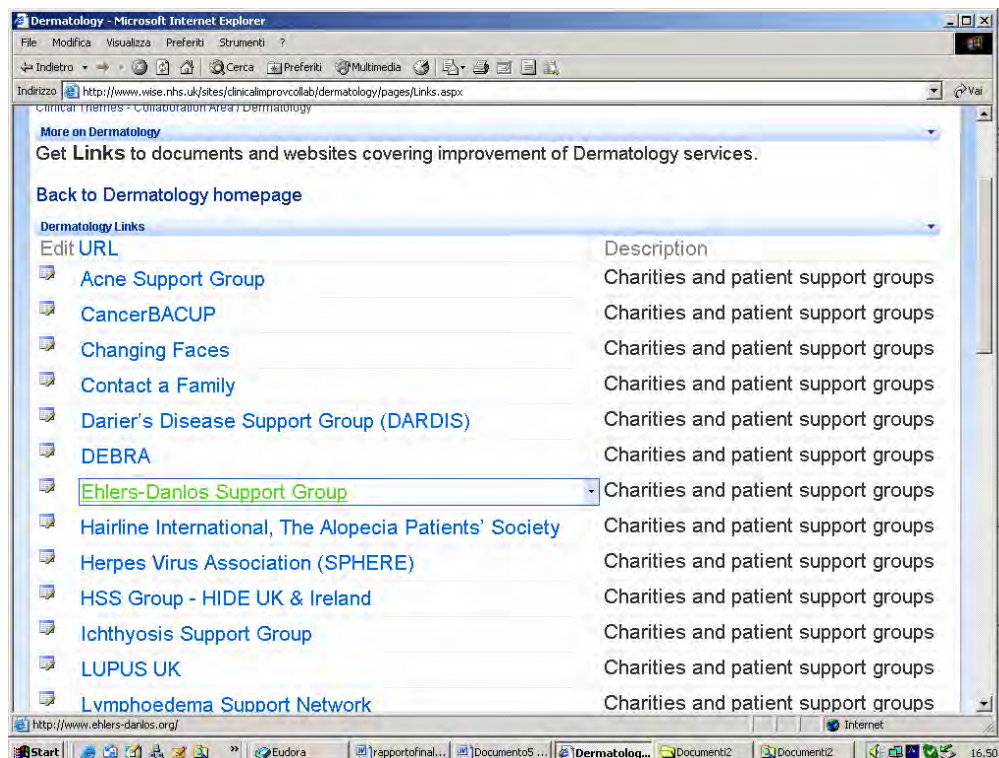 Dermatology - Microsoft Internet Explorer
File Modifica Visualizza Preferiti Strumenti ?
Indietro Cerca Preferiti Multimedia
Indirizzo http://www.wise.nhs.uk/sites/clinicalimprovcollab/dermatology/pages/Links.aspx Vai
Clinical Themes - Collaboration Area / Dermatology
More on Dermatology
Get Links to documents and websites covering improvement of Dermatology services.
Back to Dermatology homepage
Dermatology Links
Edit URL Description
Acne Support Group Charities and patient support groups
CancerBACUP Charities and patient support groups
Changing Faces Charities and patient support groups
Contact a Family Charities and patient support groups
Darier's Disease Support Group (DARDIS) Charities and patient support groups
DEBRA Charities and patient support groups
Ehlers-Danlos Support Group Charities and patient support groups
Hairline International, The Alopecia Patients' Society Charities and patient support groups
Herpes Virus Association (SPHERE) Charities and patient support groups
HSS Group - HIDE UK & Ireland Charities and patient support groups
Ichthyosis Support Group Charities and patient support groups
LUPUS UK Charities and patient support groups
Lymphoedema Support Network Charities and patient support groups
http://www.ehlers-danlos.org/ Internet
Start » Eudora rapportofinal... Documento5 ... Dermatolog... Documenti2 Documenti2 16.50